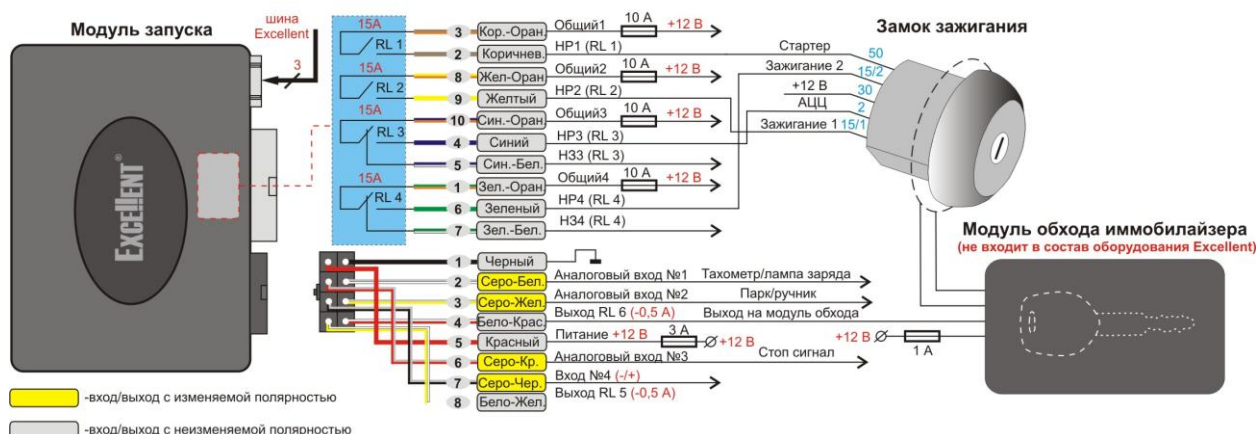 Модуль запуска
шина
Excellent
3
EXCELLENT®
15А
RL 1
3 Кор.-Оран. Общий1 10 А +12 В
2 Коричнев. НР1 (RL 1)
15А
RL 2
8 Жел-Оран Общий2 10 А +12 В
9 Желтый НР2 (RL 2)
15А
RL 3
10 Син.-Оран. Общий3 10 А +12 В
4 Синий НР3 (RL 3)
5 Син.-Бел. НЗ3 (RL 3)
15А
RL 4
1 Зел.-Оран. Общий4 10 А +12 В
6 Зеленый НР4 (RL 4)
7 Зел.-Бел. НЗ4 (RL 4)
Замок зажигания
Стартер 50
Зажигание 2 15/2
+12 В 30
АЦЦ 2
Зажигание 1 15/1
1 Черный
2 Серо-Бел. Аналоговый вход №1 Тахометр/лампа заряда
3 Серо-Жел. Аналоговый вход №2 Парк/ручник
4 Бело-Крас. Выход RL 6 (-0,5 А) Выход на модуль обхода
5 Красный Питание +12 В 3 А +12 В
6 Серо-Кр. Аналоговый вход №3 Стоп сигнал
7 Серо-Чер. Вход №4 (-/+)
8 Бело-Жел. Выход RL 5 (-0,5 А)
Модуль обхода иммобилайзера
(не входит в состав оборудования Excellent)
+12 В 1 А
-вход/выход с изменяемой полярностью
-вход/выход с неизменяемой полярностью